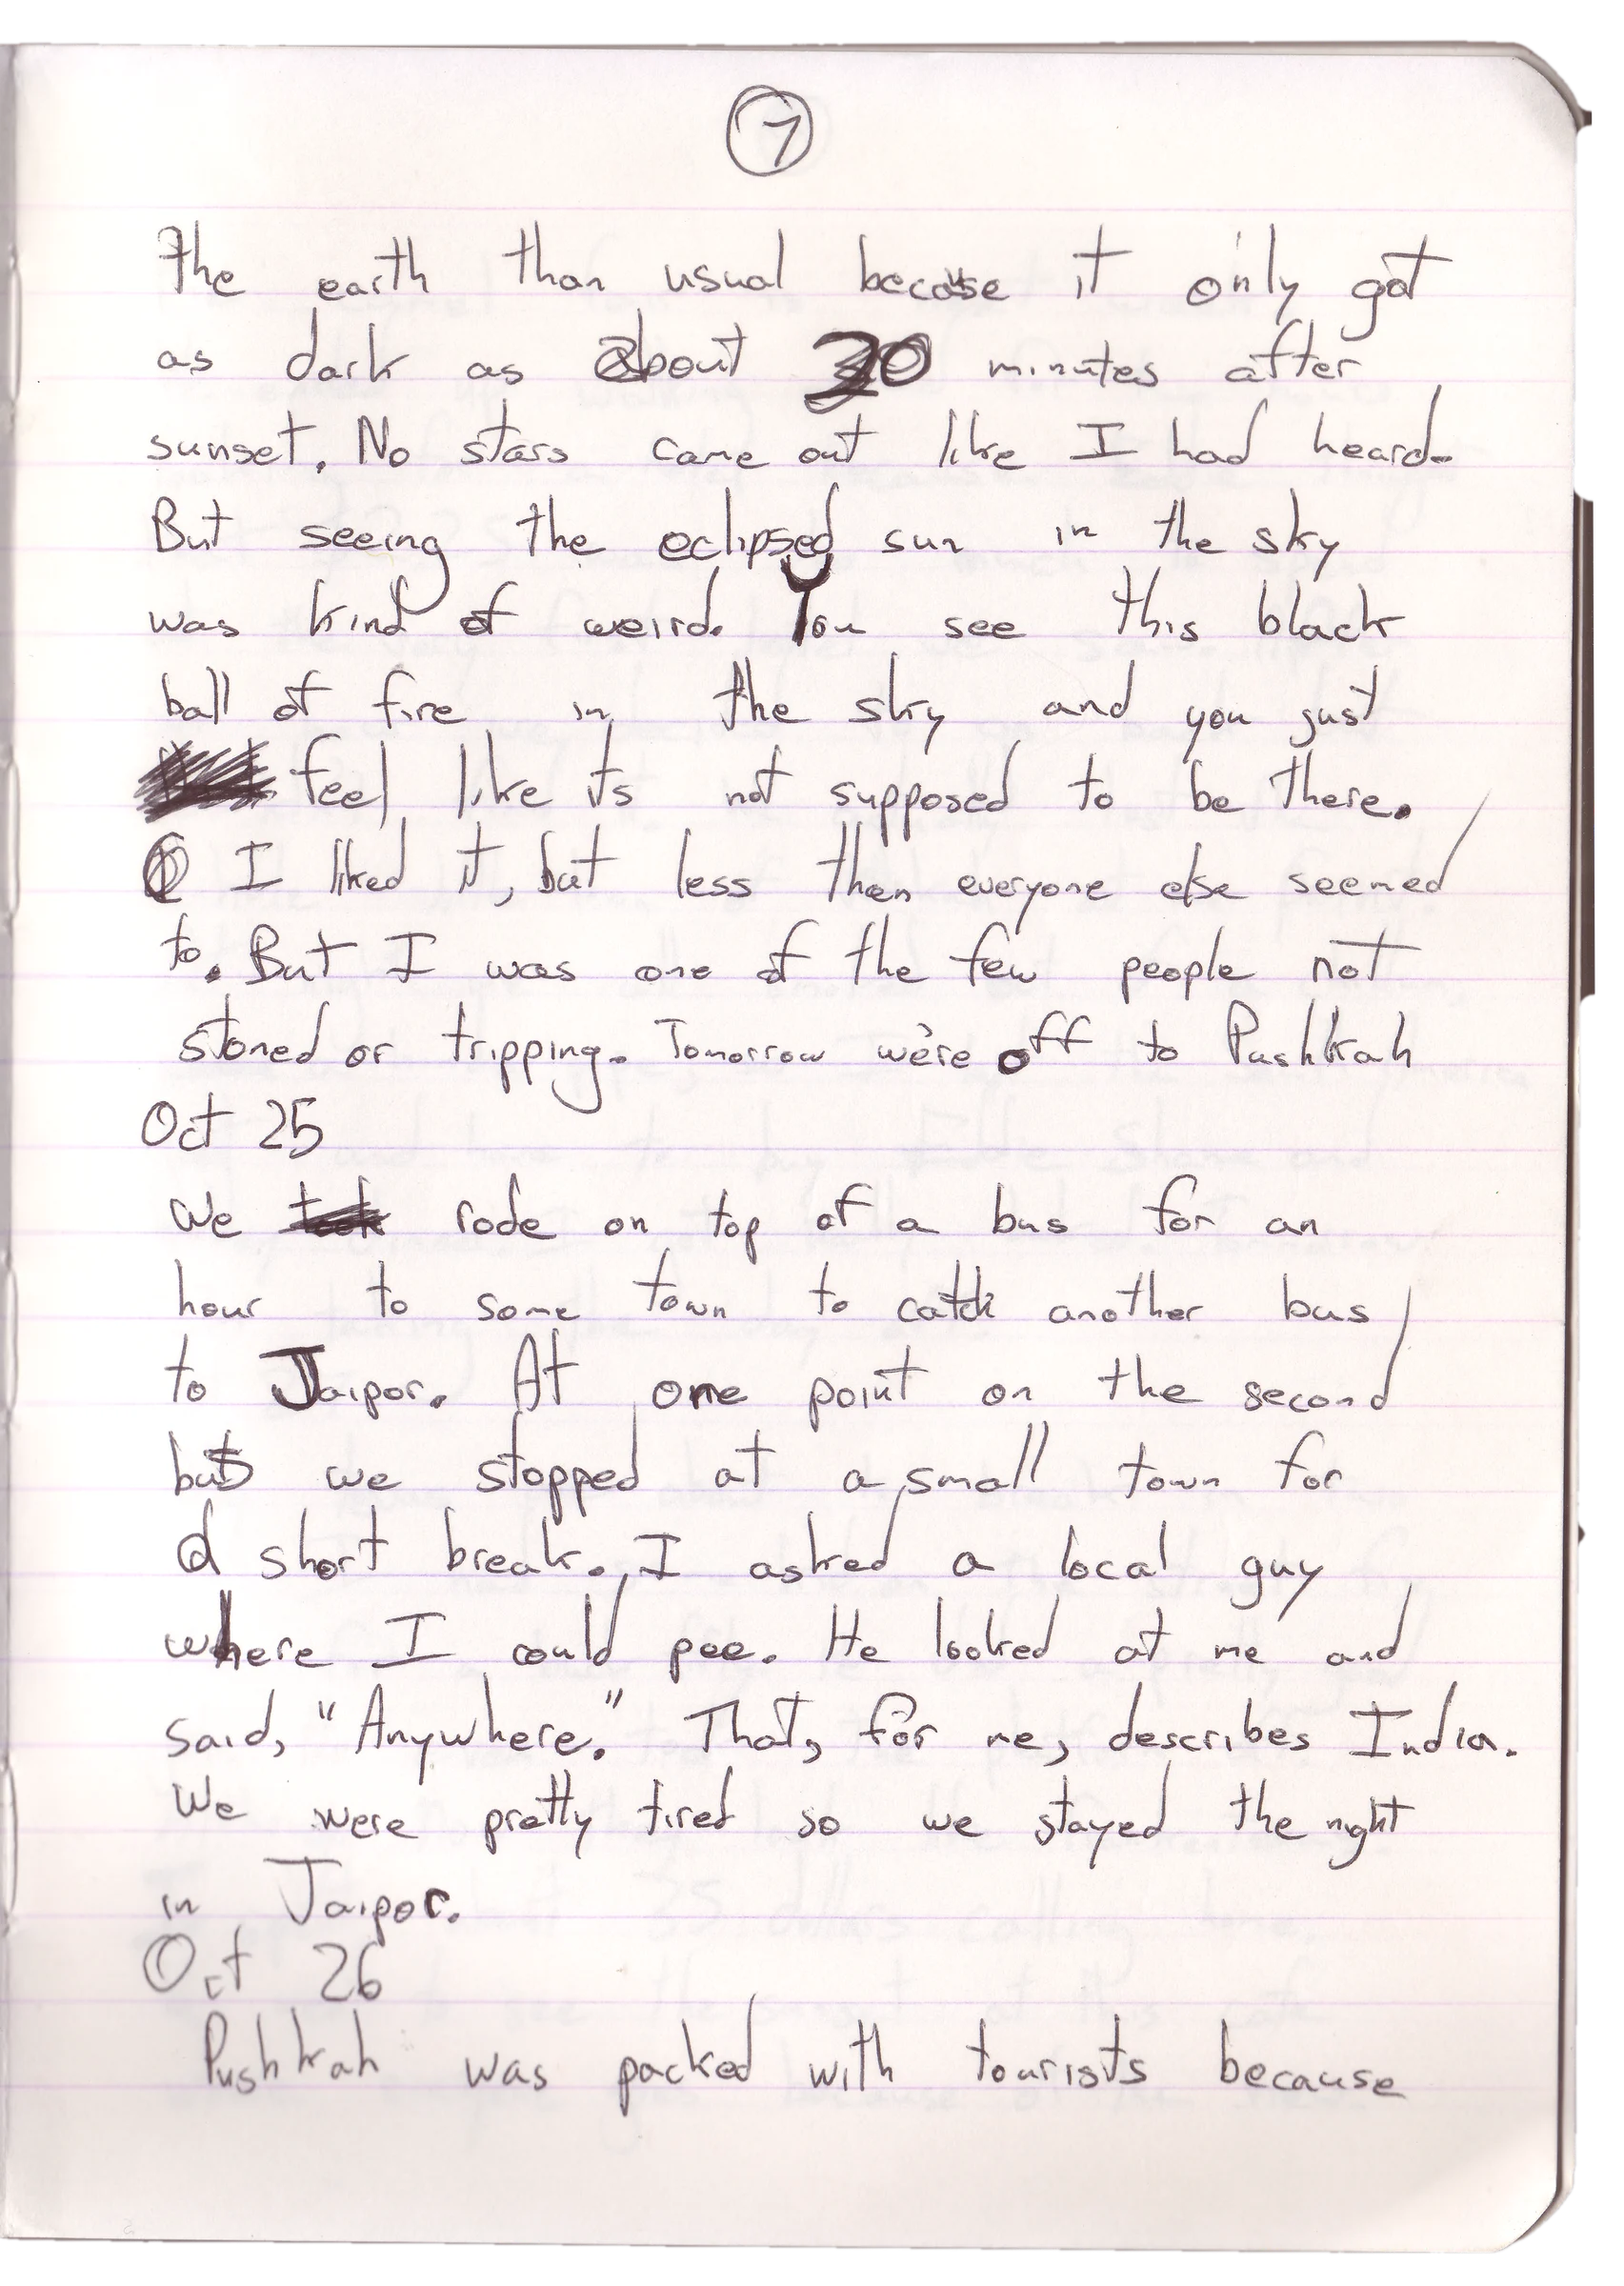 7
the earth than usual because it only got
as dark as about 20 minutes after
sunset. No stars came out like I had heard.
But seeing the eclipsed sun in the sky
was kind of weird. You see this black
ball of fire in the sky and you just
feel like its not supposed to be there.
I liked it, but less then everyone else seemed
to. But I was one of the few people not
stoned or tripping. Tomorrow we're off to Pushkah
Oct 25
We took rode on top of a bus for an
hour to some town to catch another bus
to Jaipor. At one point on the second
bus we stopped at a small town for
a short break. I asked a local guy
where I could pee. He looked at me and
said, "Anywhere." That, for me, describes India.
We were pretty tired so we stayed the night
in Jaipor.
Oct 26
Pushkah was packed with tourists because